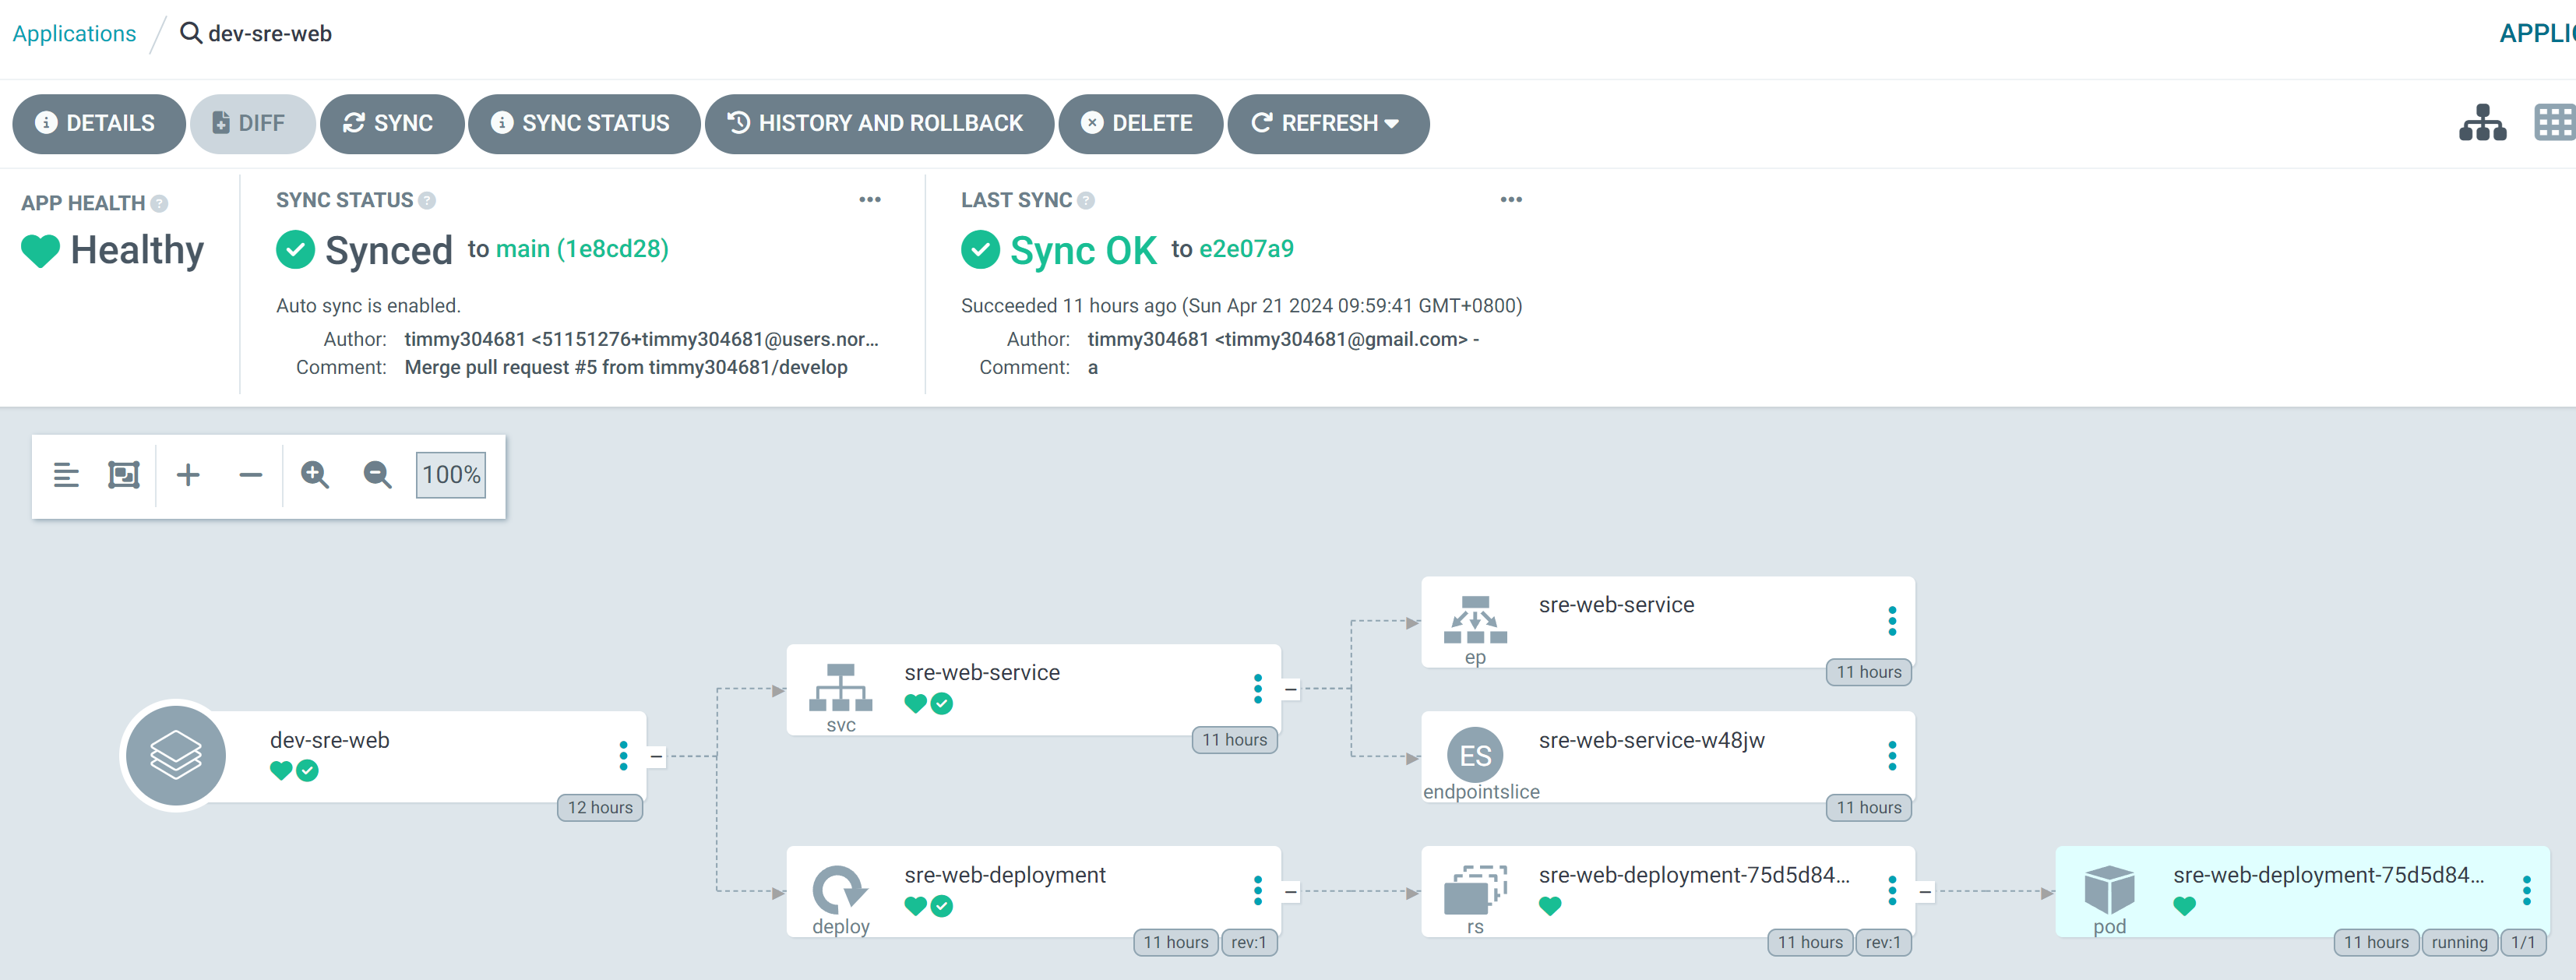 Applications
dev-sre-web
DETAILS
DIFF
SYNC
SYNC STATUS
HISTORY AND ROLLBACK
DELETE
REFRESH
APP HEALTH
Healthy
SYNC STATUS
Synced to main (1e8cd28)
Auto sync is enabled.
Author: timmy304681 <51151276+timmy304681@users.nor...
Comment: Merge pull request #5 from timmy304681/develop
LAST SYNC
Sync OK to e2e07a9
Succeeded 11 hours ago (Sun Apr 21 2024 09:59:41 GMT+0800)
Author: timmy304681 <timmy304681@gmail.com> -
Comment: a
100%
dev-sre-web
12 hours
svc
sre-web-service
11 hours
deploy
sre-web-deployment
11 hours
rev:1
ep
sre-web-service
11 hours
ES
endpointslice
sre-web-service-w48jw
11 hours
rs
sre-web-deployment-75d5d84...
11 hours
rev:1
pod
sre-web-deployment-75d5d84...
11 hours
running
1/1